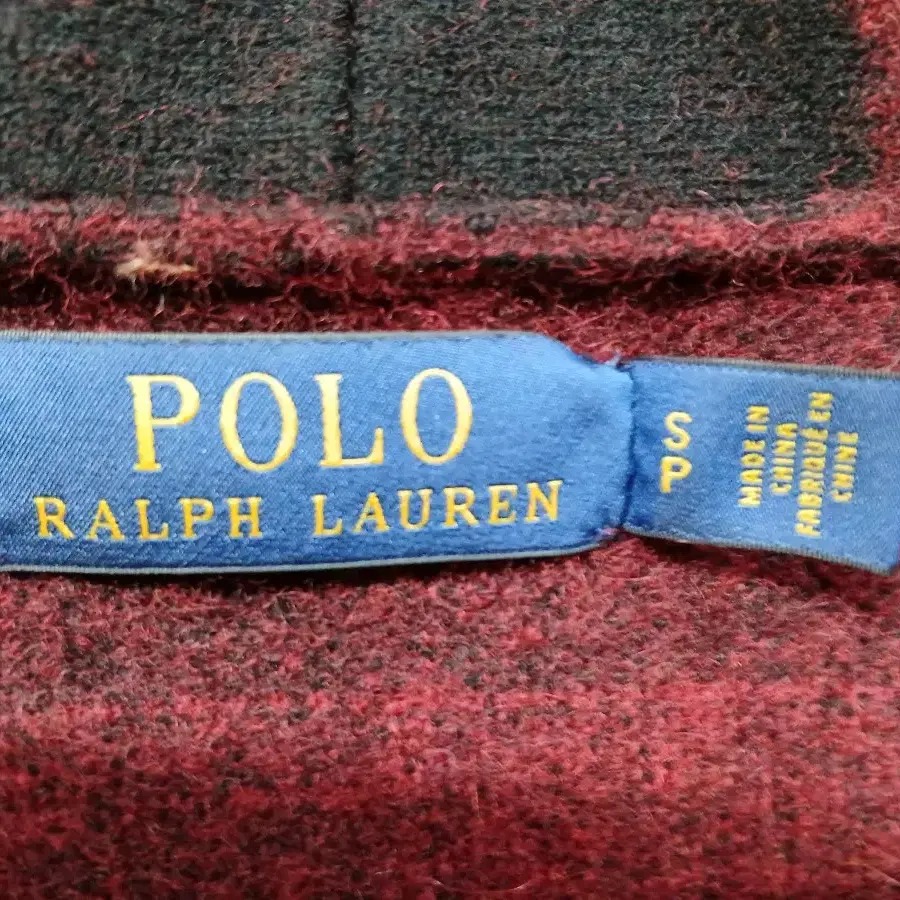 POLO
RALPH LAUREN
S
P
MADE IN
CHINA
FABRIQUÉ EN
CHINE